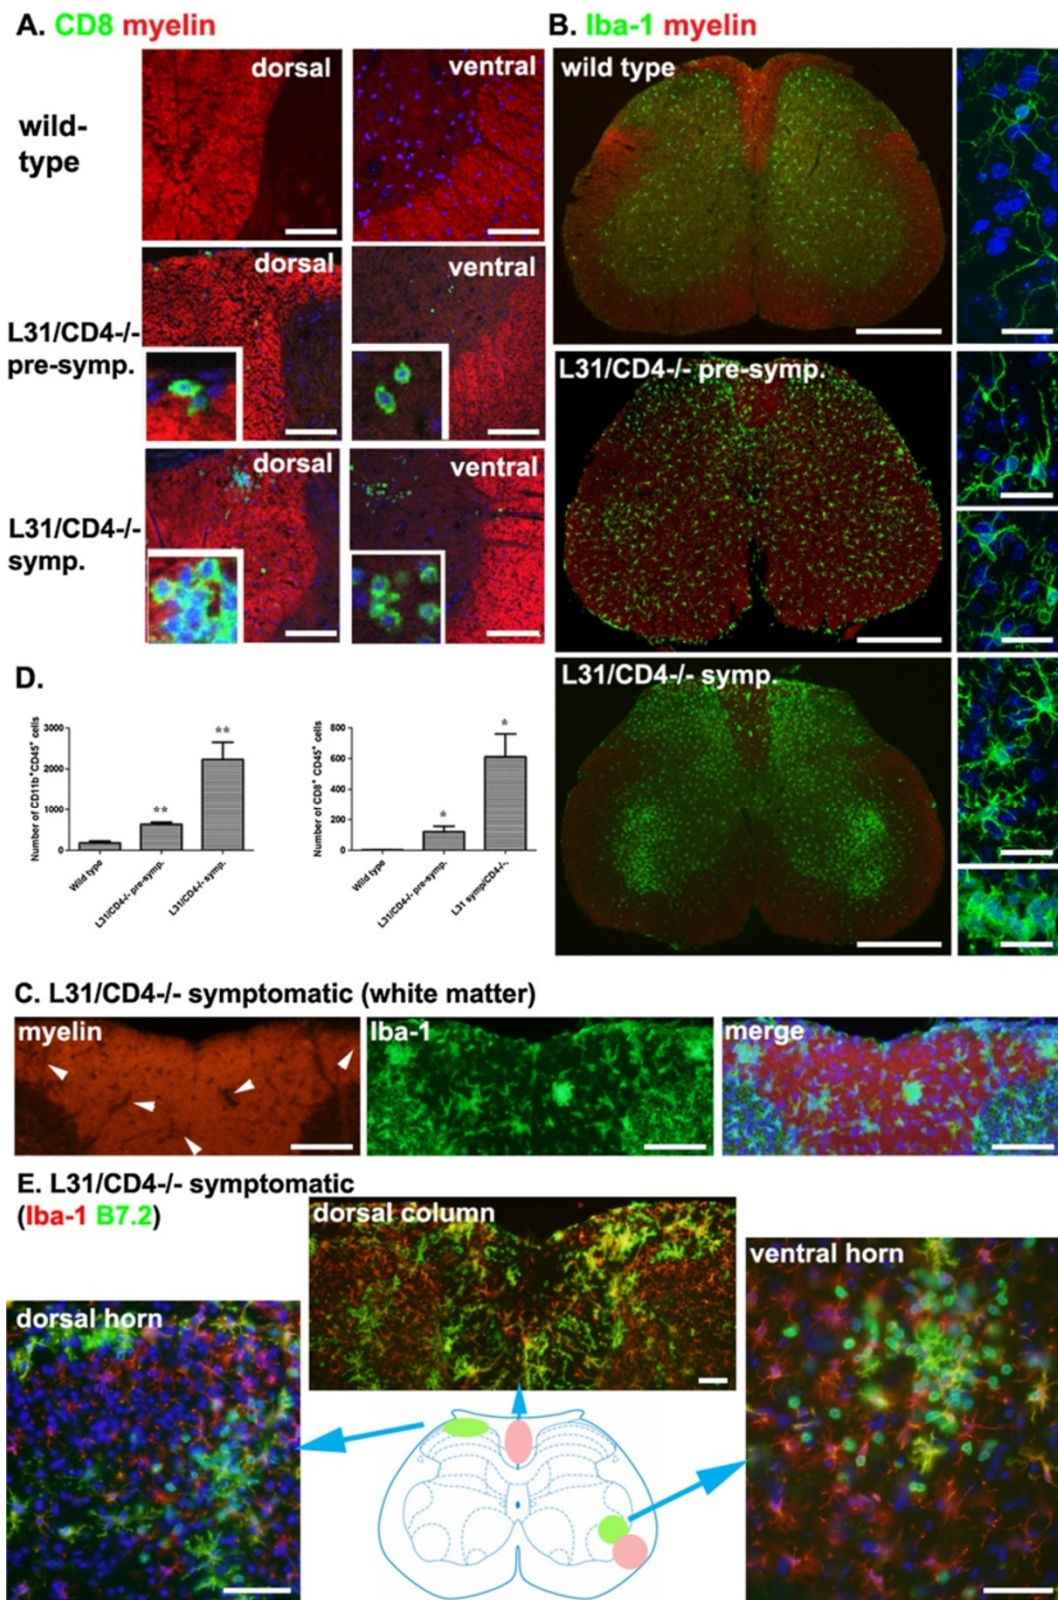 A. CD8 myelin
wild-
type
dorsal
ventral
L31/CD4-/-
pre-symp.
dorsal
ventral
L31/CD4-/-
symp.
dorsal
ventral
B. Iba-1 myelin
wild type
L31/CD4-/- pre-symp.
L31/CD4-/- symp.
D.
Number of CD11b⁺CD45⁺ cells
3000
2000
1000
0
**
**
Wild type
L31/CD4-/- pre-symp.
L31/CD4-/- symp.
Number of CD8⁺ CD45⁺ cells
800
600
400
200
0
*
*
Wild type
L31/CD4-/- pre-symp.
L31 symp/CD4-/-.
C. L31/CD4-/- symptomatic (white matter)
myelin
Iba-1
merge
E. L31/CD4-/- symptomatic
(Iba-1 B7.2)
dorsal column
dorsal horn
ventral horn